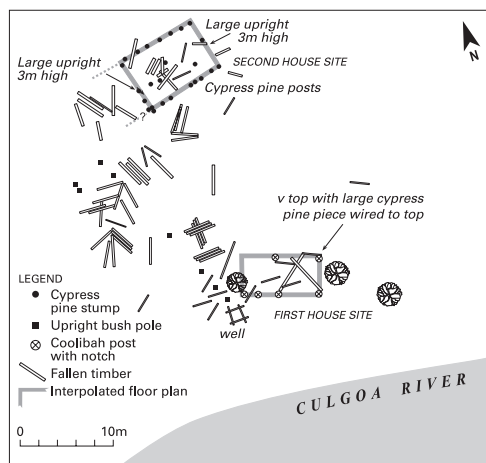 Large upright
3m high
N
SECOND HOUSE SITE
Large upright
3m high
Cypress pine posts
?
v top with large cypress
pine piece wired to top
LEGEND
Cypress
pine stump
Upright bush pole
Coolibah post
with notch
Fallen timber
Interpolated floor plan
FIRST HOUSE SITE
well
CULGOA RIVER
0 10m